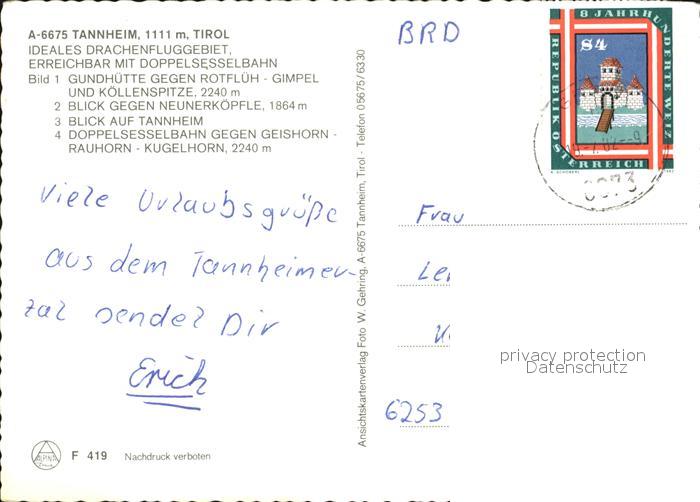 A-6675 TANNHEIM, 1111 m, TIROL
IDEALES DRACHENFLUGGEBIET,
ERREICHBAR MIT DOPPELSESSELBAHN
Bild 1 GUNDHÜTTE GEGEN ROTFLÜH - GIMPEL
UND KÖLLENSPITZE, 2240 m
2 BLICK GEGEN NEUNERKÖPFLE, 1864 m
3 BLICK AUF TANNHEIM
4 DOPPELSESSELBAHN GEGEN GEISHORN -
RAUHORN - KUGELHORN, 2240 m
Viele Urlaubsgrüße
aus dem Tannheimer-
tal sendet Dir
Erich
ALPINA
F 419 Nachdruck verboten
Ansichtskartenverlag Foto W. Gehring, A-6675 Tannheim, Tirol - Telefon 05675/6330
BRD
8 JAHRHUNDERTE WEIZ
S4
REPUBLIK ÖSTERREICH
Frau
6253
privacy protection
Datenschutz